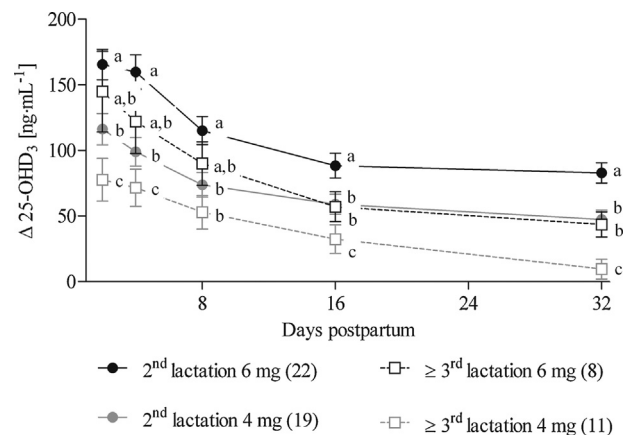 200
150
100
50
0
Δ 25-OHD3 [ng·mL-1]
a
a
a
a
a
a,b
a,b
a,b
b
b
b
b
b
b
b
b
c
c
b
c
c
8
16
24
32
Days postpartum
2nd lactation 6 mg (22)
≥ 3rd lactation 6 mg (8)
2nd lactation 4 mg (19)
≥ 3rd lactation 4 mg (11)